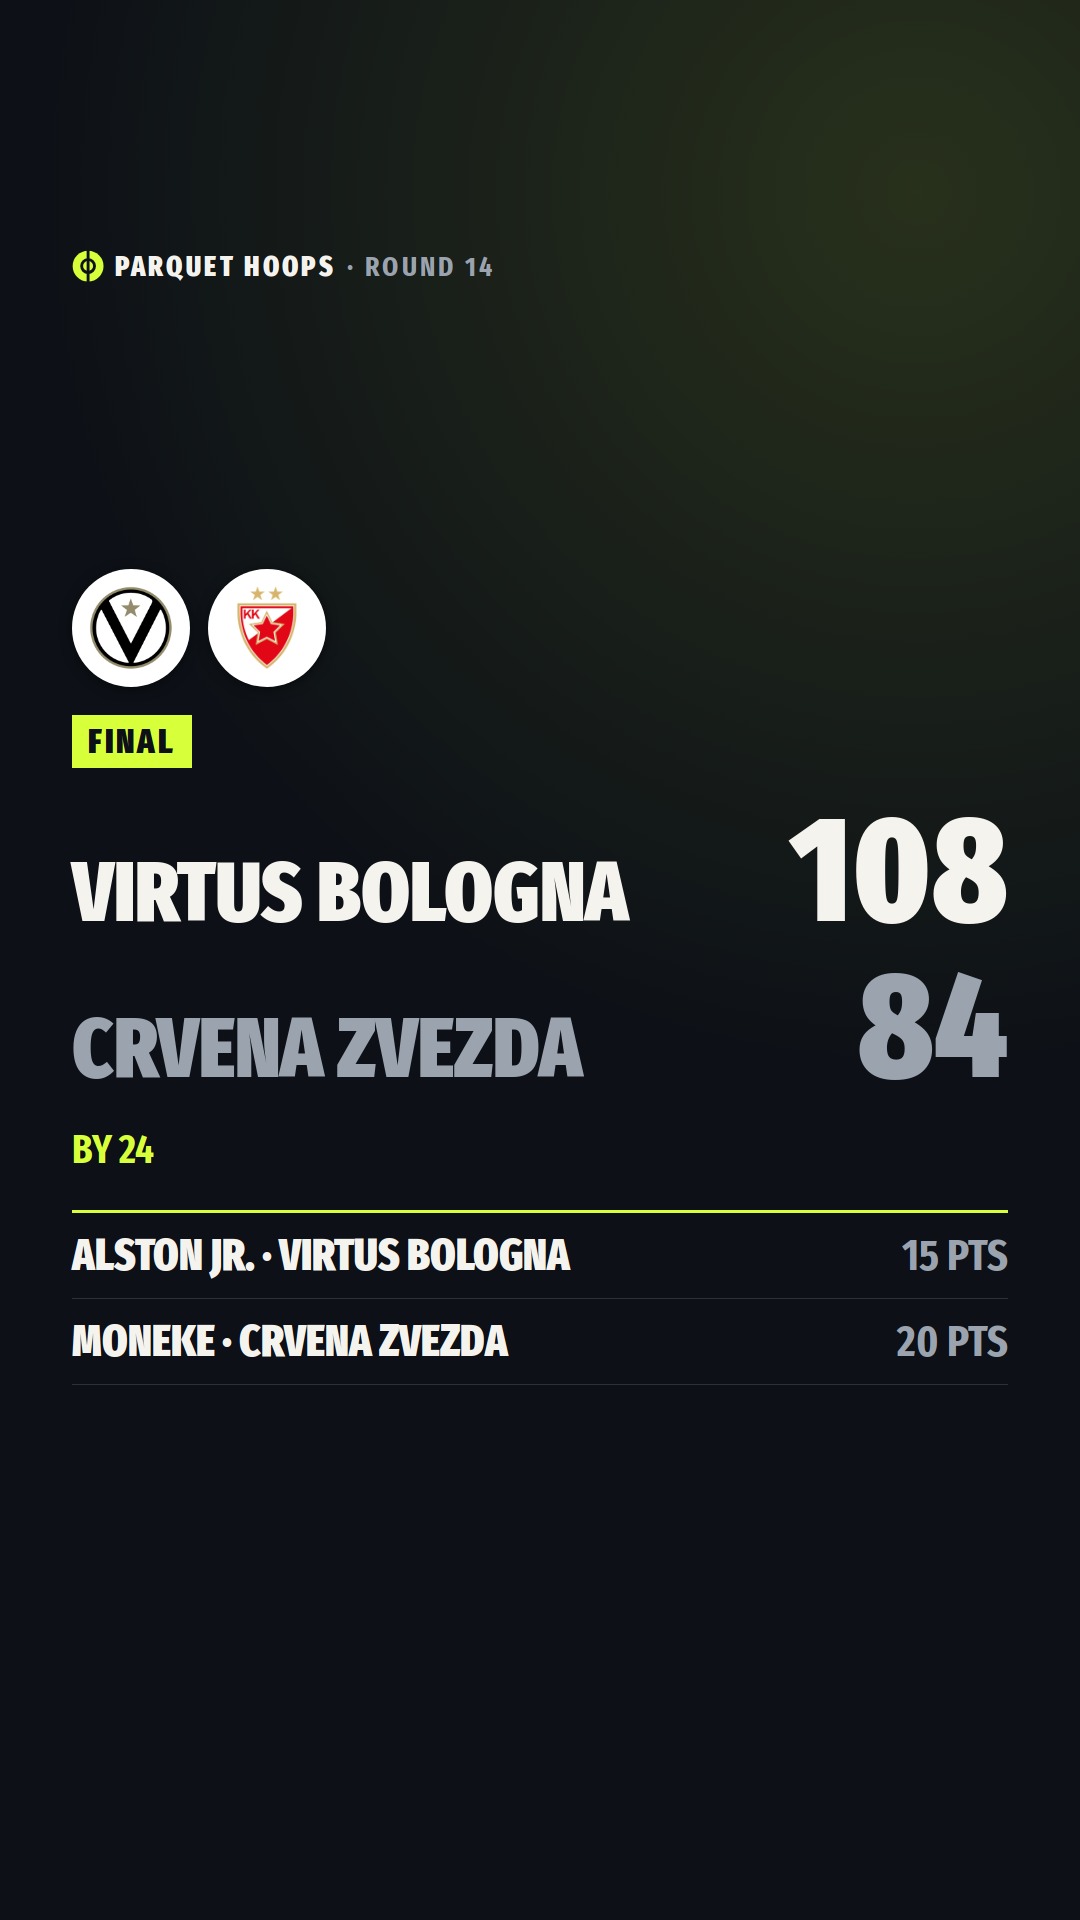 PARQUET HOOPS · ROUND 14
KK
FINAL
VIRTUS BOLOGNA 108
CRVENA ZVEZDA 84
BY 24
ALSTON JR. · VIRTUS BOLOGNA 15 PTS
MONEKE · CRVENA ZVEZDA 20 PTS